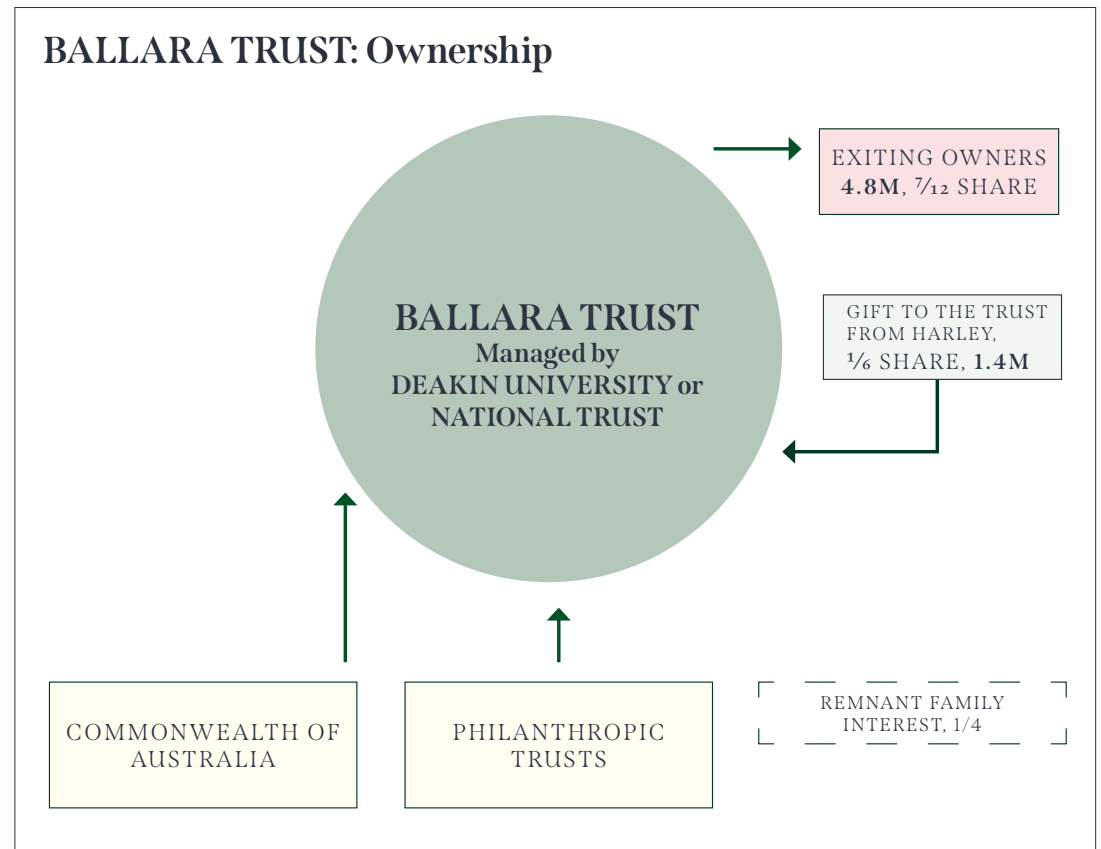 BALLARA TRUST: Ownership
EXITING OWNERS
4.8M, 7/12 SHARE
GIFT TO THE TRUST
FROM HARLEY,
1/6 SHARE, 1.4M
BALLARA TRUST
Managed by
DEAKIN UNIVERSITY or
NATIONAL TRUST
COMMONWEALTH OF
AUSTRALIA
PHILANTHROPIC
TRUSTS
REMNANT FAMILY
INTEREST, 1/4